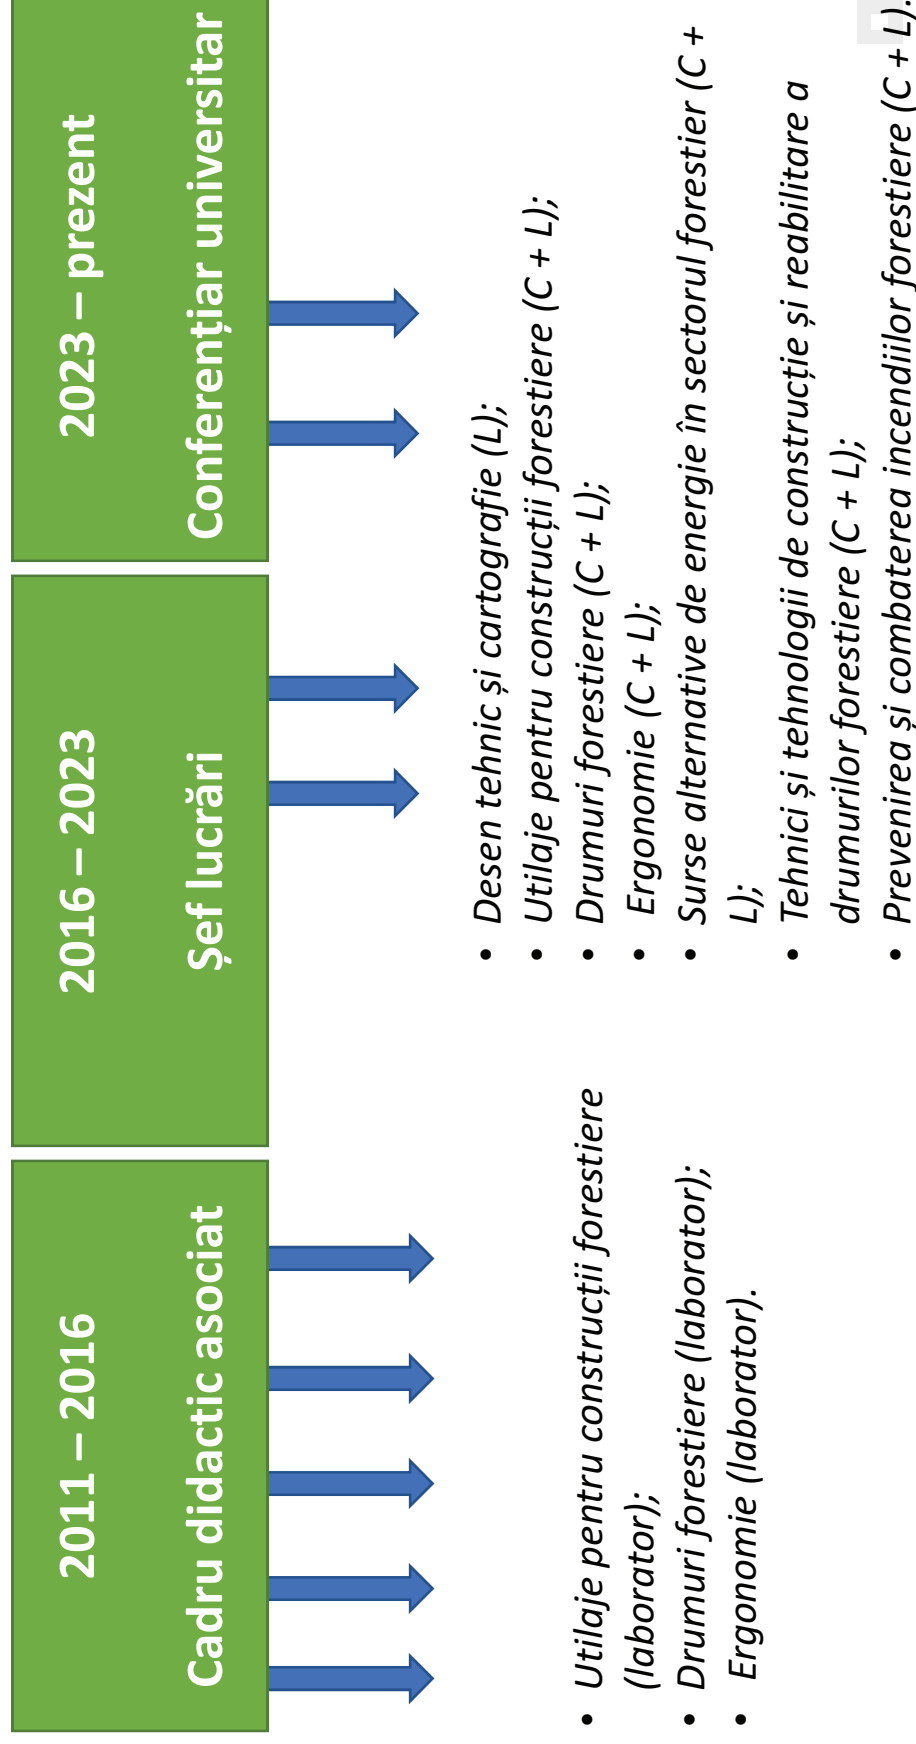 2011 – 2016
Cadru didactic asociat
2016 – 2023
Șef lucrări
2023 – prezent
Conferențiar universitar
• Utilaje pentru construcții forestiere
(laborator);
• Drumuri forestiere (laborator);
• Ergonomie (laborator).
• Desen tehnic și cartografie (L);
• Utilaje pentru construcții forestiere (C + L);
• Drumuri forestiere (C + L);
• Ergonomie (C + L);
• Surse alternative de energie în sectorul forestier (C +
L);
• Tehnici și tehnologii de construcție și reabilitare a
drumurilor forestiere (C + L);
• Prevenirea și combaterea incendiilor forestiere (C + L).